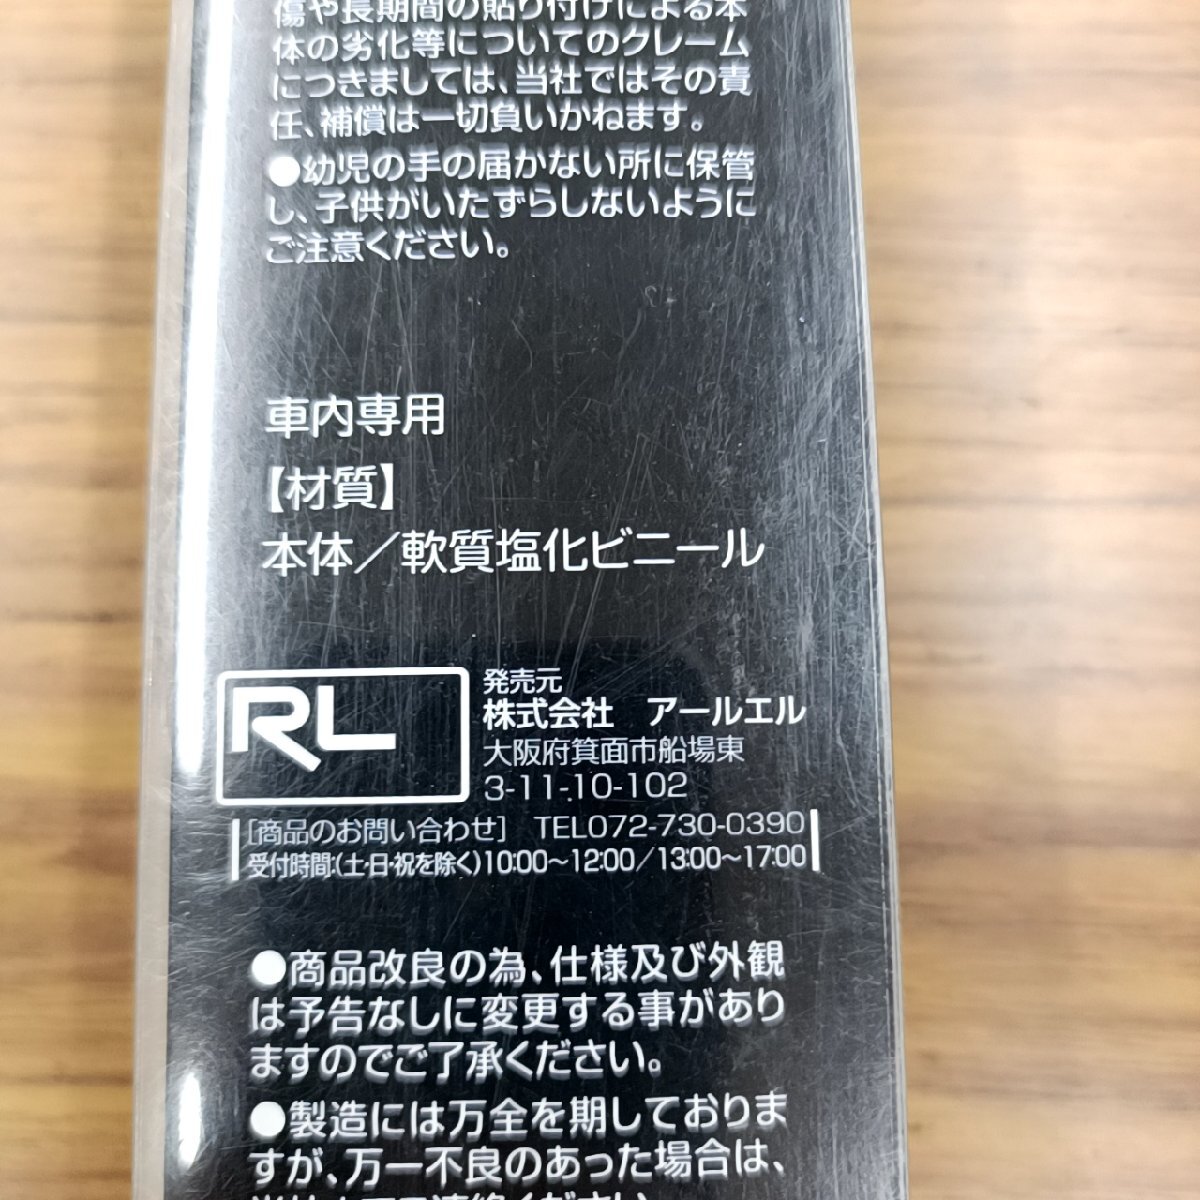 傷や長期間の貼り付けによる本
体の劣化等についてのクレーム
につきましては、当社ではその責
任、補償は一切負いかねます。
●幼児の手の届かない所に保管
し、子供がいたずらしないように
ご注意ください。
車内専用
【材質】
本体／軟質塩化ビニール
RL
発売元
株式会社 アールエル
大阪府箕面市船場東
3-11-10-102
[商品のお問い合わせ] TEL072-730-0390
受付時間:(土・日・祝を除く)10:00〜12:00／13:00〜17:00
●商品改良の為、仕様及び外観
は予告なしに変更する事があり
ますのでご了承ください。
●製造には万全を期しておりま
すが、万一不良のあった場合は、